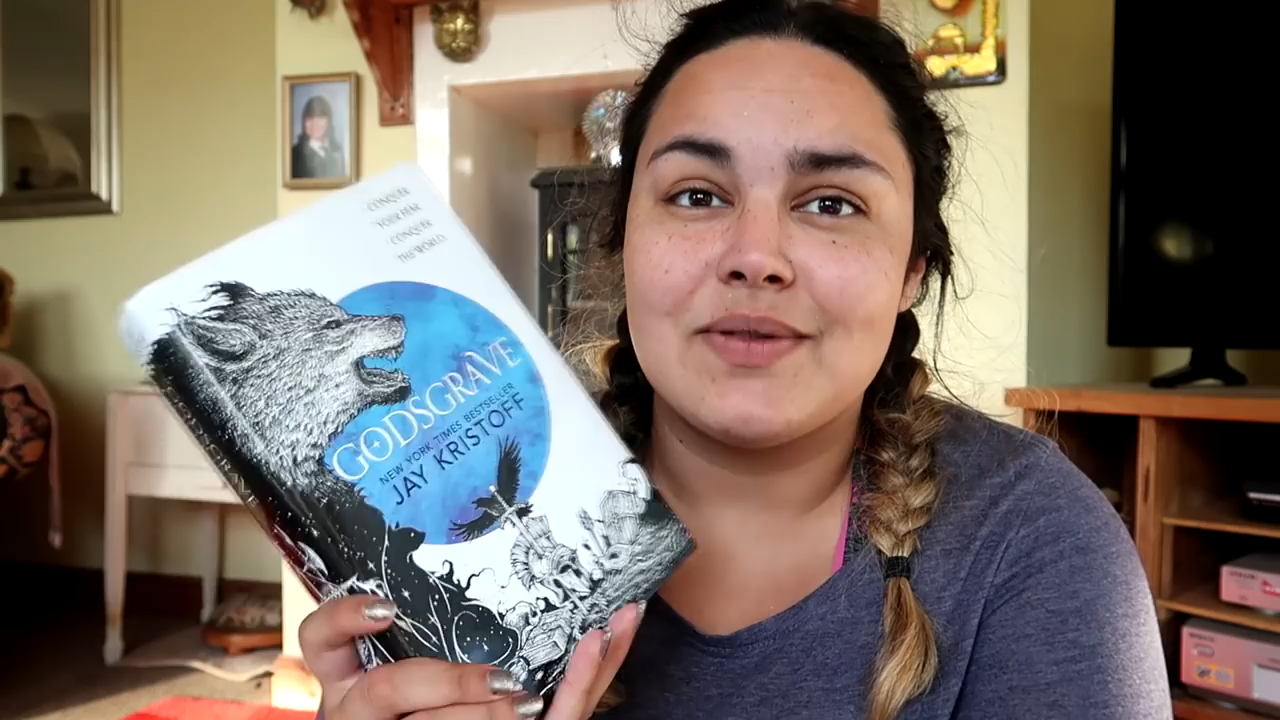 CONQUER
YOUR FEAR
CONQUER
THE WORLD
GODSGRAVE
NEW YORK TIMES BESTSELLER
JAY KRISTOFF